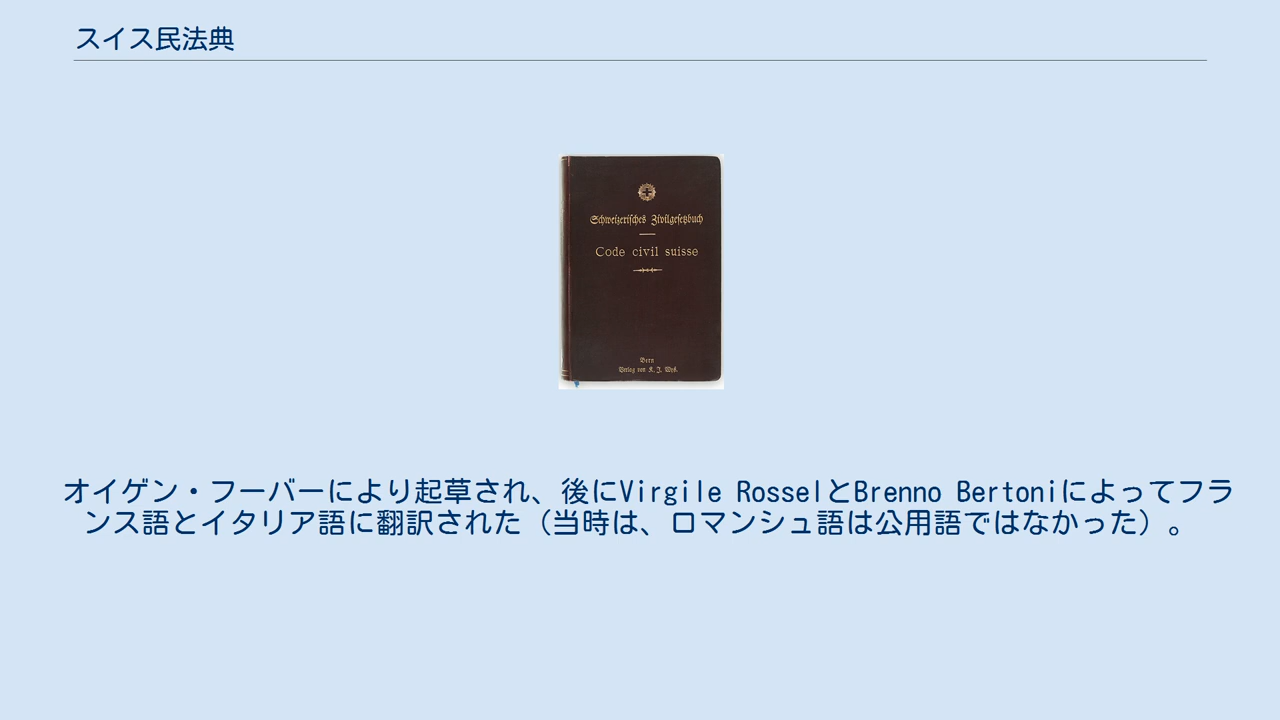 スイス民法典
Schweizerisches Zivilgesetzbuch
Code civil suisse
Bern
Verlag von K. J. Wyß.
オイゲン・フーバーにより起草され、後にVirgile RosselとBrenno Bertoniによってフラ
ンス語とイタリア語に翻訳された（当時は、ロマンシュ語は公用語ではなかった）。